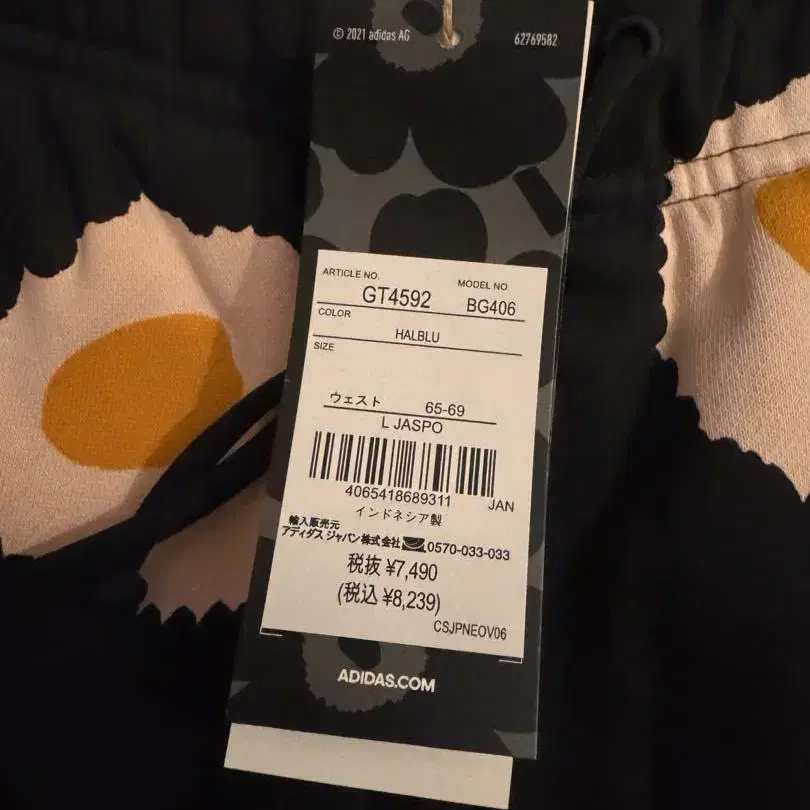 © 2021 adidas AG 62769582
ARTICLE NO. MODEL NO
GT4592 BG406
COLOR
HALBLU
SIZE
ウェスト 65-69
L JASPO
4065418689311 JAN
インドネシア製
輸入販売元
アディダス ジャパン株式会社 0570-033-033
税抜 ¥7,490
(税込 ¥8,239)
CSJPNEOV06
ADIDAS.COM